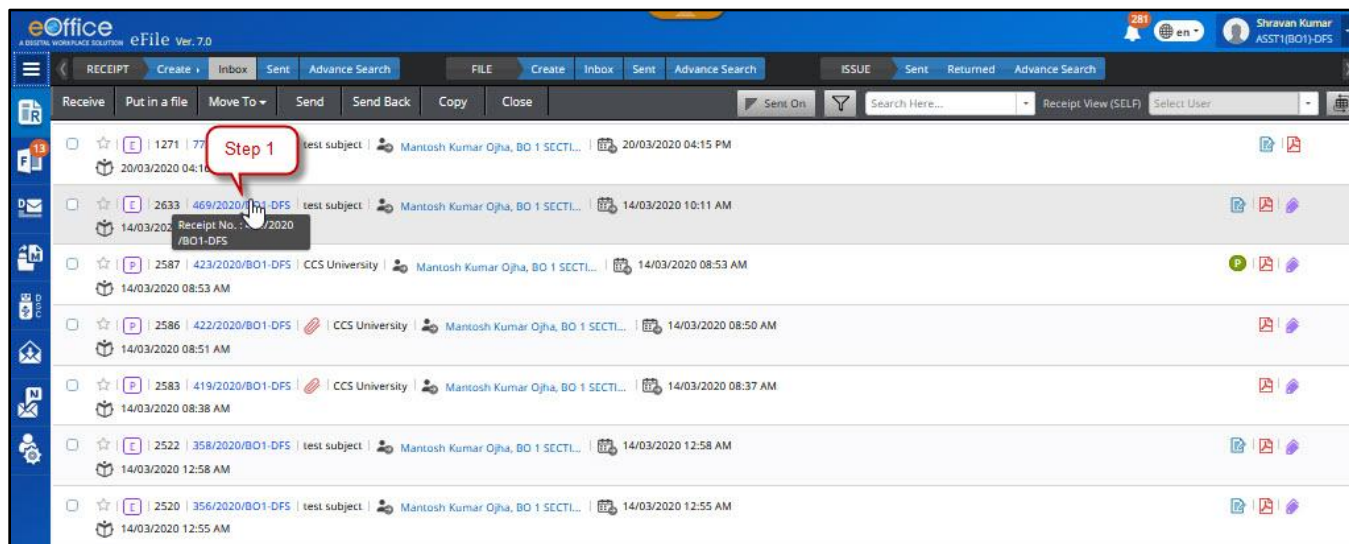 eOffice
A DIGITAL WORKPLACE SOLUTION eFile Ver. 7.0
281 en Shravan Kumar
ASST1(BO1)-DFS
RECEIPT Create Inbox Sent Advance Search FILE Create Inbox Sent Advance Search ISSUE Sent Returned Advance Search
Receive Put in a file Move To Send Send Back Copy Close Sent On Search Here... Receipt View (SELF) Select User
E 1271 77 test subject Mantosh Kumar Ojha, BO 1 SECTI... 20/03/2020 04:15 PM
Step 1
20/03/2020 04:16
13
E 2633 469/2020/BO1-DFS test subject Mantosh Kumar Ojha, BO 1 SECTI... 14/03/2020 10:11 AM
14/03/202
Receipt No. : /2020
/BO1-DFS
P 2587 423/2020/BO1-DFS CCS University Mantosh Kumar Ojha, BO 1 SECTI... 14/03/2020 08:53 AM P
14/03/2020 08:53 AM
P 2586 422/2020/BO1-DFS CCS University Mantosh Kumar Ojha, BO 1 SECTI... 14/03/2020 08:50 AM
14/03/2020 08:51 AM
P 2583 419/2020/BO1-DFS CCS University Mantosh Kumar Ojha, BO 1 SECTI... 14/03/2020 08:37 AM
14/03/2020 08:38 AM
E 2522 358/2020/BO1-DFS test subject Mantosh Kumar Ojha, BO 1 SECTI... 14/03/2020 12:58 AM
14/03/2020 12:58 AM
E 2520 356/2020/BO1-DFS test subject Mantosh Kumar Ojha, BO 1 SECTI... 14/03/2020 12:55 AM
14/03/2020 12:55 AM